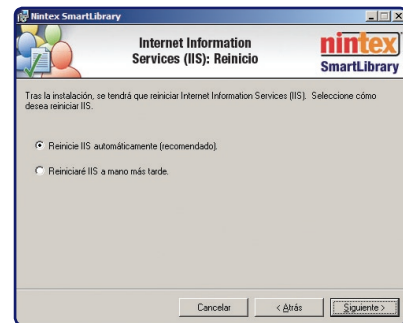 Nintex SmartLibrary
Internet Information
Services (IIS): Reinicio
nintex
SmartLibrary
Tras la instalación, se tendrá que reiniciar Internet Information Services (IIS). Seleccione cómo
desea reiniciar IIS.
Reinicie IIS automáticamente (recomendado).
Reiniciaré IIS a mano más tarde.
Cancelar
< Atrás
Siguiente >